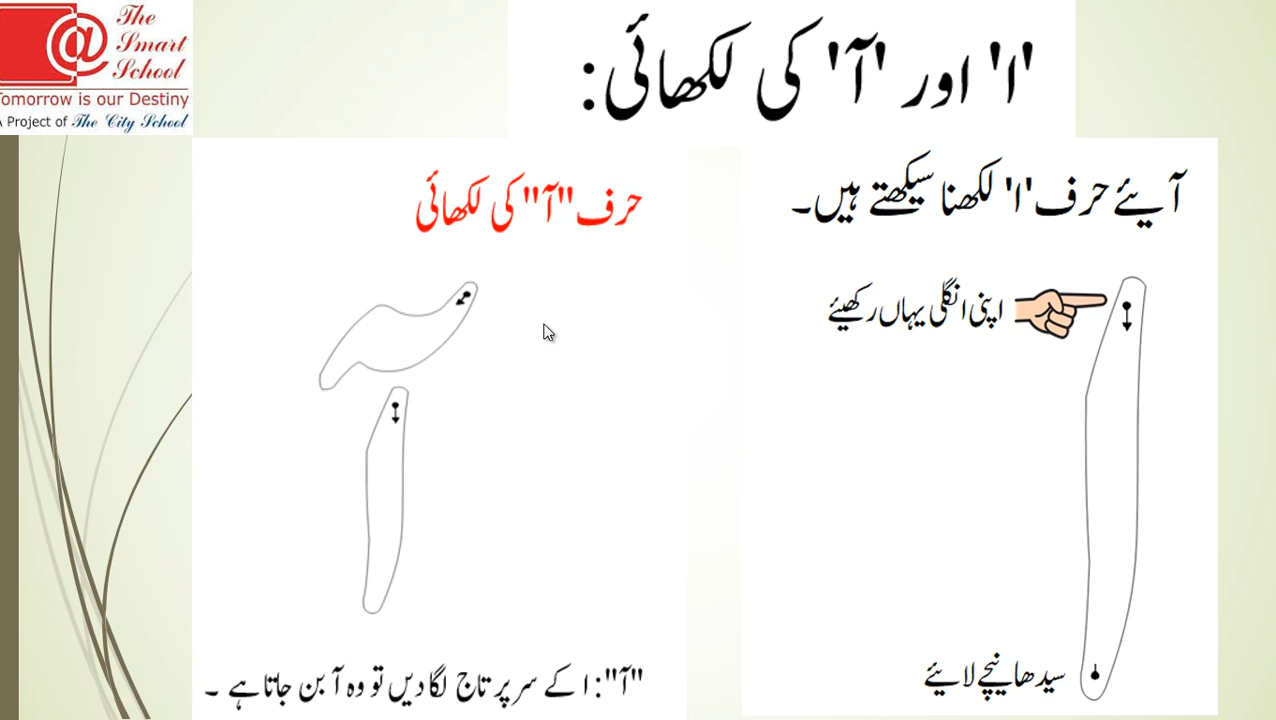 The
Smart
School
Tomorrow is our Destiny
A Project of The City School
'ا' اور 'آ' کی لکھائی:
آیئے حرف 'ا' لکھنا سیکھتے ہیں۔
اپنی انگلی یہاں رکھیئے
سیدھا نیچے لایئے
حرف "آ" کی لکھائی
"آ": ا کے سر پر تاج لگا دیں تو وہ آ بن جاتا ہے ۔